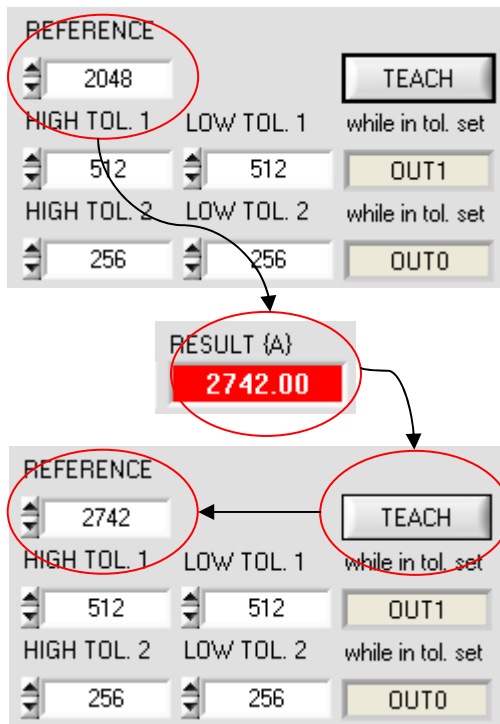 REFERENCE
2048 TEACH
HIGH TOL. 1 LOW TOL. 1 while in tol. set
512 512 OUT1
HIGH TOL. 2 LOW TOL. 2 while in tol. set
256 256 OUT0
RESULT {A}
2742.00
REFERENCE
2742 TEACH
HIGH TOL. 1 LOW TOL. 1 while in tol. set
512 512 OUT1
HIGH TOL. 2 LOW TOL. 2 while in tol. set
256 256 OUT0